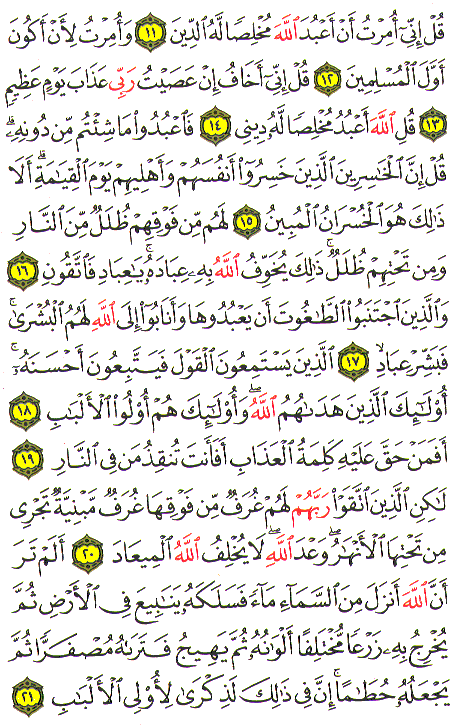 قُلْ إِنِّىٓ أُمِرْتُ أَنْ أَعْبُدَ ٱللَّهَ مُخْلِصًا لَّهُ ٱلدِّينَ ١١ وَأُمِرْتُ لِأَنْ أَكُونَ
أَوَّلَ ٱلْمُسْلِمِينَ ١٢ قُلْ إِنِّىٓ أَخَافُ إِنْ عَصَيْتُ رَبِّى عَذَابَ يَوْمٍ عَظِيمٍ
١٣ قُلِ ٱللَّهَ أَعْبُدُ مُخْلِصًا لَّهُۥ دِينِى ١٤ فَٱعْبُدُوا۟ مَا شِئْتُم مِّن دُونِهِۦ ۗ
قُلْ إِنَّ ٱلْخَـٰسِرِينَ ٱلَّذِينَ خَسِرُوٓا۟ أَنفُسَهُمْ وَأَهْلِيهِمْ يَوْمَ ٱلْقِيَـٰمَةِ ۗ أَلَا
ذَٰلِكَ هُوَ ٱلْخُسْرَانُ ٱلْمُبِينُ ١٥ لَهُم مِّن فَوْقِهِمْ ظُلَلٌ مِّنَ ٱلنَّارِ
وَمِن تَحْتِهِمْ ظُلَلٌ ۚ ذَٰلِكَ يُخَوِّفُ ٱللَّهُ بِهِۦ عِبَادَهُۥ ۚ يَـٰعِبَادِ فَٱتَّقُونِ ١٦
وَٱلَّذِينَ ٱجْتَنَبُوا۟ ٱلطَّـٰغُوتَ أَن يَعْبُدُوهَا وَأَنَابُوٓا۟ إِلَى ٱللَّهِ لَهُمُ ٱلْبُشْرَىٰ ۚ
فَبَشِّرْ عِبَادِ ١٧ ٱلَّذِينَ يَسْتَمِعُونَ ٱلْقَوْلَ فَيَتَّبِعُونَ أَحْسَنَهُۥٓ ۚ
أُو۟لَـٰٓئِكَ ٱلَّذِينَ هَدَىٰهُمُ ٱللَّهُ ۖ وَأُو۟لَـٰٓئِكَ هُمْ أُو۟لُوا۟ ٱلْأَلْبَـٰبِ ١٨
أَفَمَنْ حَقَّ عَلَيْهِ كَلِمَةُ ٱلْعَذَابِ أَفَأَنتَ تُنقِذُ مَن فِى ٱلنَّارِ ١٩
لَـٰكِنِ ٱلَّذِينَ ٱتَّقَوْا۟ رَبَّهُمْ لَهُمْ غُرَفٌ مِّن فَوْقِهَا غُرَفٌ مَّبْنِيَّةٌ تَجْرِى
مِن تَحْتِهَا ٱلْأَنْهَـٰرُ ۖ وَعْدَ ٱللَّهِ ۖ لَا يُخْلِفُ ٱللَّهُ ٱلْمِيعَادَ ٢٠ أَلَمْ تَرَ
أَنَّ ٱللَّهَ أَنزَلَ مِنَ ٱلسَّمَآءِ مَآءً فَسَلَكَهُۥ يَنَـٰبِيعَ فِى ٱلْأَرْضِ ثُمَّ
يُخْرِجُ بِهِۦ زَرْعًا مُّخْتَلِفًا أَلْوَٰنُهُۥ ثُمَّ يَهِيجُ فَتَرَىٰهُ مُصْفَرًّا ثُمَّ
يَجْعَلُهُۥ حُطَـٰمًا ۚ إِنَّ فِى ذَٰلِكَ لَذِكْرَىٰ لِأُو۟لِى ٱلْأَلْبَـٰبِ ٢١